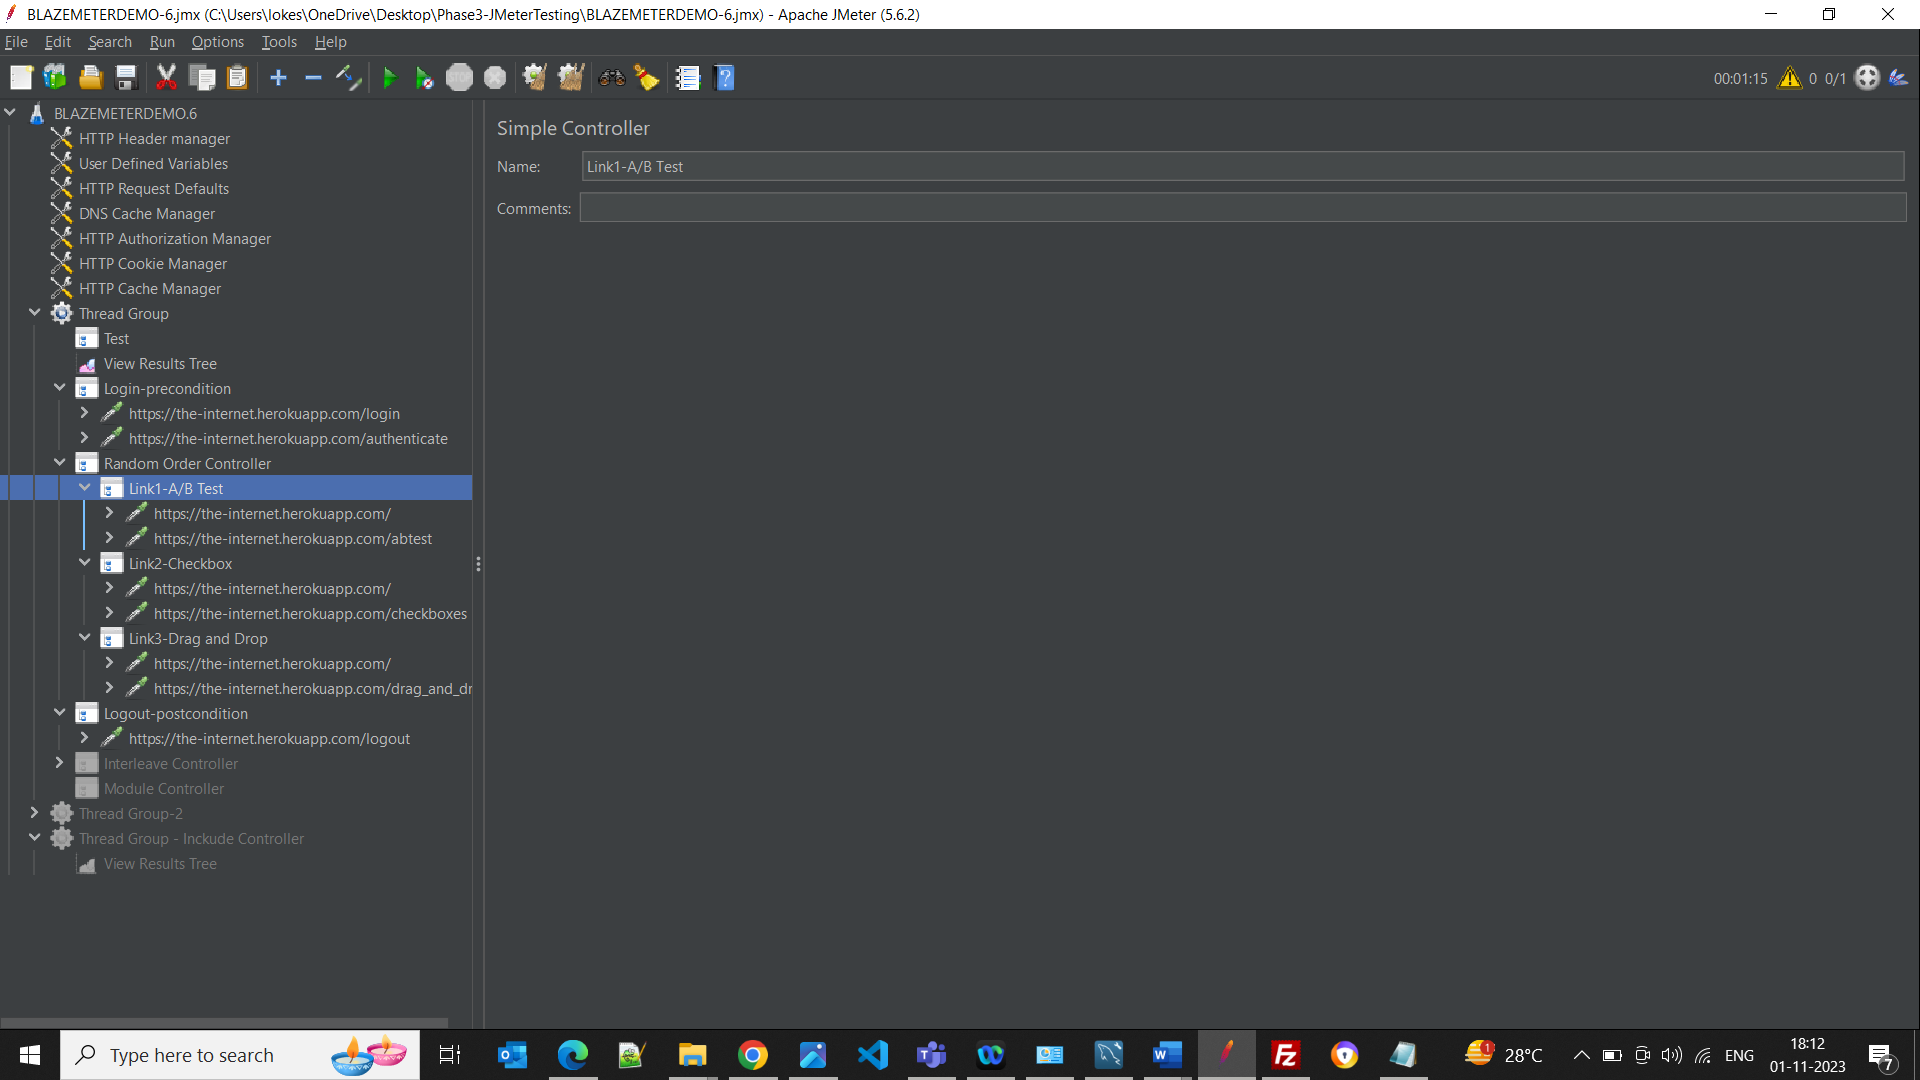 BLAZEMETERDEMO-6.jmx (C:\Users\lokes\OneDrive\Desktop\Phase3-JMeterTesting\BLAZEMETERDEMO-6.jmx) - Apache JMeter (5.6.2)
File Edit Search Run Options Tools Help
STOP
00:01:15 0 0/1
BLAZEMETERDEMO.6
HTTP Header manager
User Defined Variables
HTTP Request Defaults
DNS Cache Manager
HTTP Authorization Manager
HTTP Cookie Manager
HTTP Cache Manager
Thread Group
Test
View Results Tree
Login-precondition
https://the-internet.herokuapp.com/login
https://the-internet.herokuapp.com/authenticate
Random Order Controller
Link1-A/B Test
https://the-internet.herokuapp.com/
https://the-internet.herokuapp.com/abtest
Link2-Checkbox
https://the-internet.herokuapp.com/
https://the-internet.herokuapp.com/checkboxes
Link3-Drag and Drop
https://the-internet.herokuapp.com/
https://the-internet.herokuapp.com/drag_and_dr
Logout-postcondition
https://the-internet.herokuapp.com/logout
Interleave Controller
Module Controller
Thread Group-2
Thread Group - Inckude Controller
View Results Tree
Simple Controller
Name: Link1-A/B Test
Comments:
Type here to search
1 28°C
ENG
18:12
01-11-2023
7